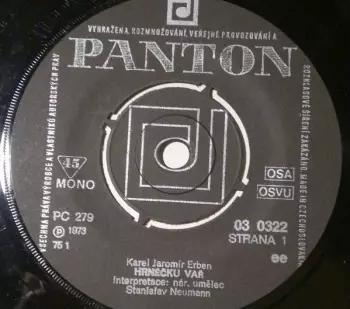 VYHRAŽENA. ROZMNOŽOVÁNÍ, VEŘEJNÉ PROVOZOVÁNÍ A
PANTON
VŠECHNA PRÁVA VÝROBCE A VLASTNÍKŮ AUTORSKÝCH PRÁV
ROZHLASOVÉ ŠÍŘENÍ ZAKÁZÁNO. MADE IN CZECHOSLOVAKIA
45
MONO
OSA
OSVU
PC 279
℗ 1973
75 1
03 0322
STRANA 1
ee
Karel Jaromír Erben
HRNEČKU VAŘ
Interpretace: nár. umělec
Stanislav Neumann